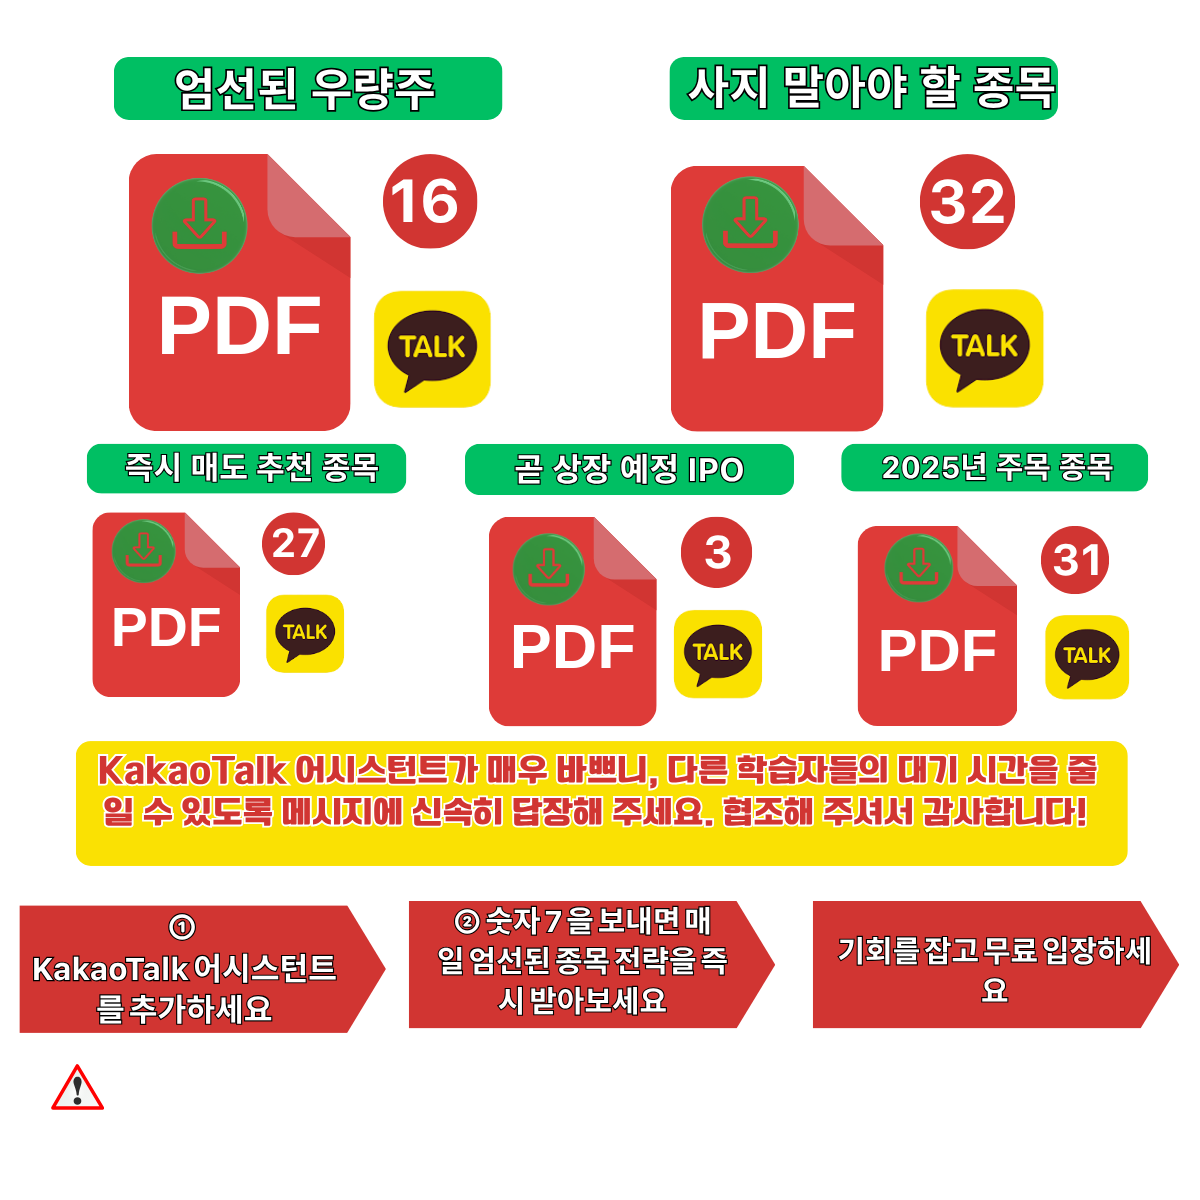 엄선된 우량주
사지 말아야 할 종목
16
32
PDF
PDF
TALK
TALK
즉시 매도 추천 종목
곧 상장 예정 IPO
2025년 주목 종목
27
3
31
PDF
PDF
PDF
TALK
TALK
TALK
KakaoTalk 어시스턴트가 매우 바쁘니, 다른 학습자들의 대기 시간을 줄
일 수 있도록 메시지에 신속히 답장해 주세요. 협조해 주셔서 감사합니다!
①
KakaoTalk 어시스턴트
를 추가하세요
② 숫자 7 을 보내면 매
일 엄선된 종목 전략을 즉
시 받아보세요
기회를 잡고 무료 입장하세
요